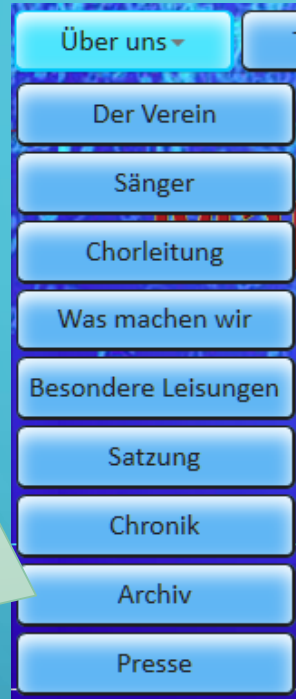 Über uns
Der Verein
Sänger
Chorleitung
Was machen wir
Besondere Leisungen
Satzung
Chronik
Archiv
Presse